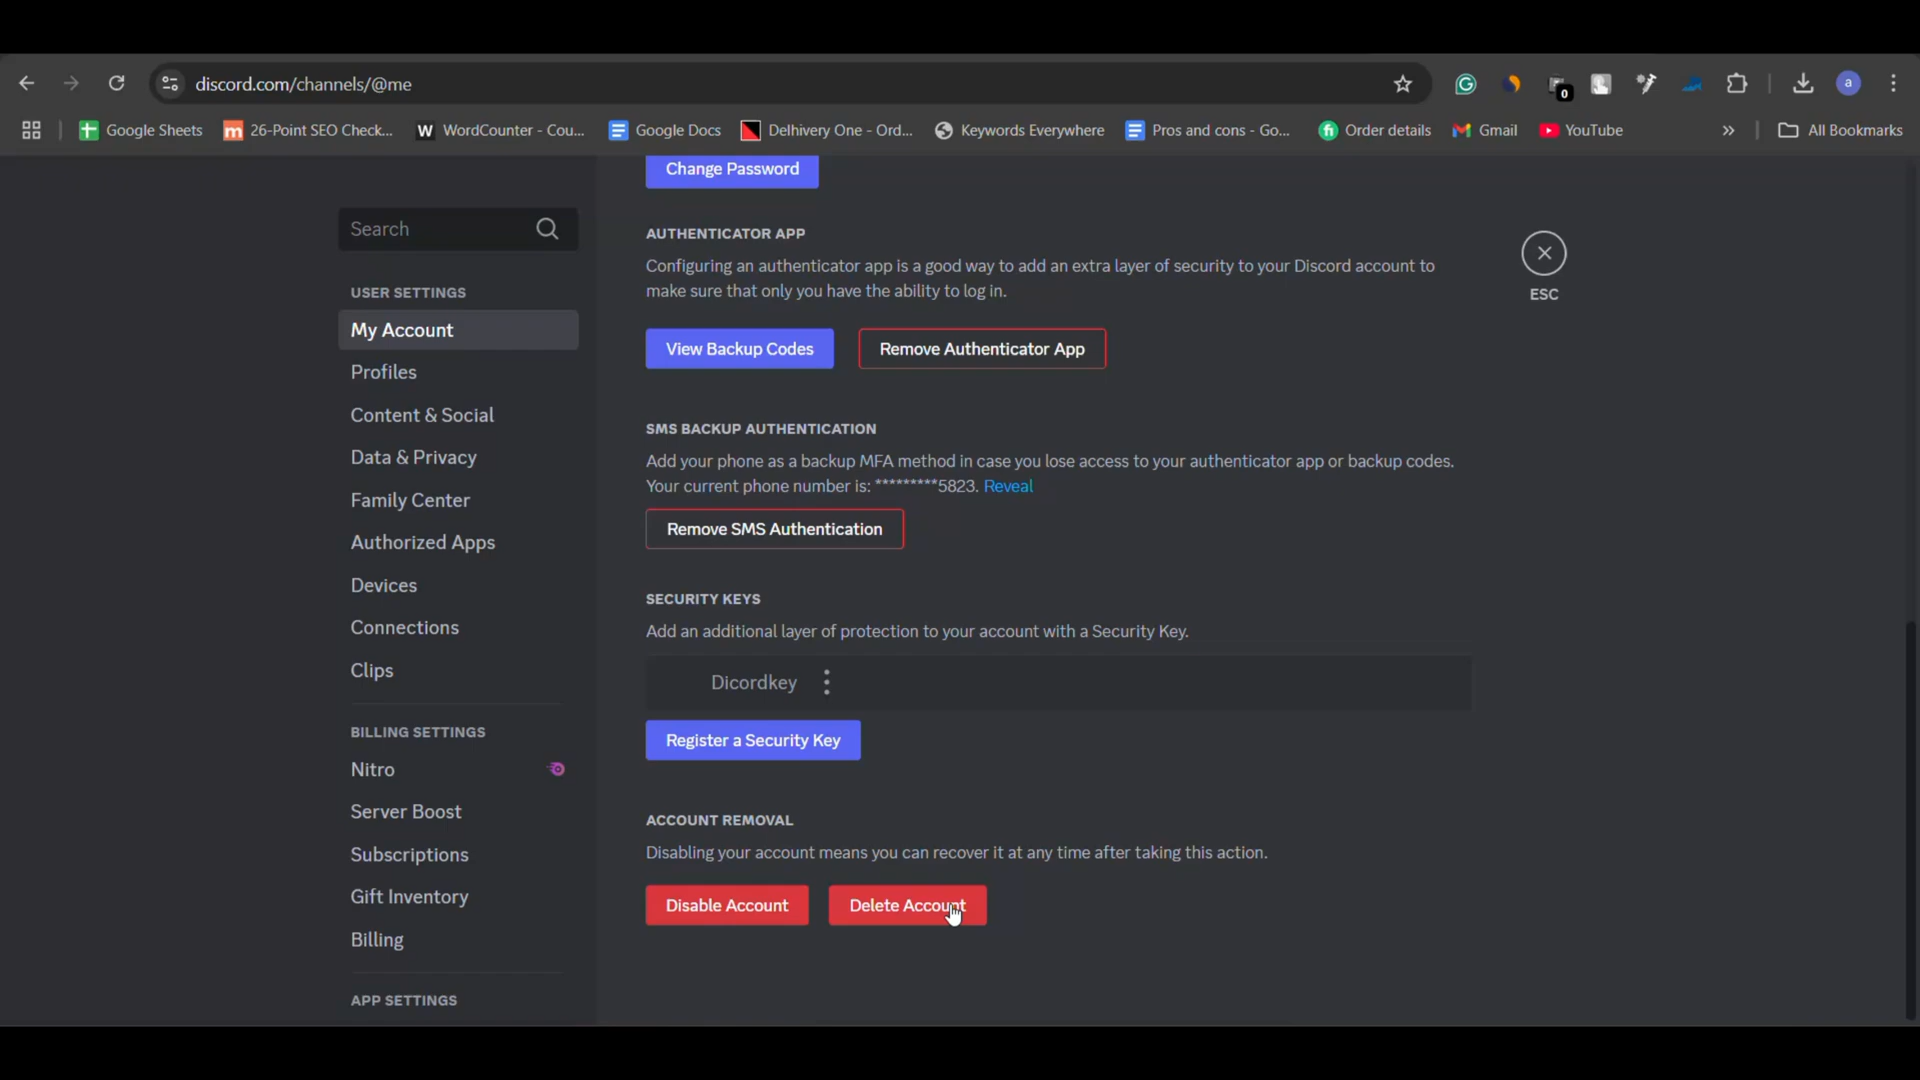 discord.com/channels/@me
a
0
Google Sheets
m 26-Point SEO Check...
W WordCounter - Cou...
Google Docs
Delhivery One - Ord...
Keywords Everywhere
Pros and cons - Go...
fi Order details
Gmail
YouTube
»
All Bookmarks
Search
USER SETTINGS
My Account
Profiles
Content & Social
Data & Privacy
Family Center
Authorized Apps
Devices
Connections
Clips
BILLING SETTINGS
Nitro
Server Boost
Subscriptions
Gift Inventory
Billing
APP SETTINGS
Change Password
AUTHENTICATOR APP
Configuring an authenticator app is a good way to add an extra layer of security to your Discord account to
make sure that only you have the ability to log in.
View Backup Codes
Remove Authenticator App
SMS BACKUP AUTHENTICATION
Add your phone as a backup MFA method in case you lose access to your authenticator app or backup codes.
Your current phone number is: *********5823. Reveal
Remove SMS Authentication
SECURITY KEYS
Add an additional layer of protection to your account with a Security Key.
Dicordkey
Register a Security Key
ACCOUNT REMOVAL
Disabling your account means you can recover it at any time after taking this action.
Disable Account
Delete Account
ESC